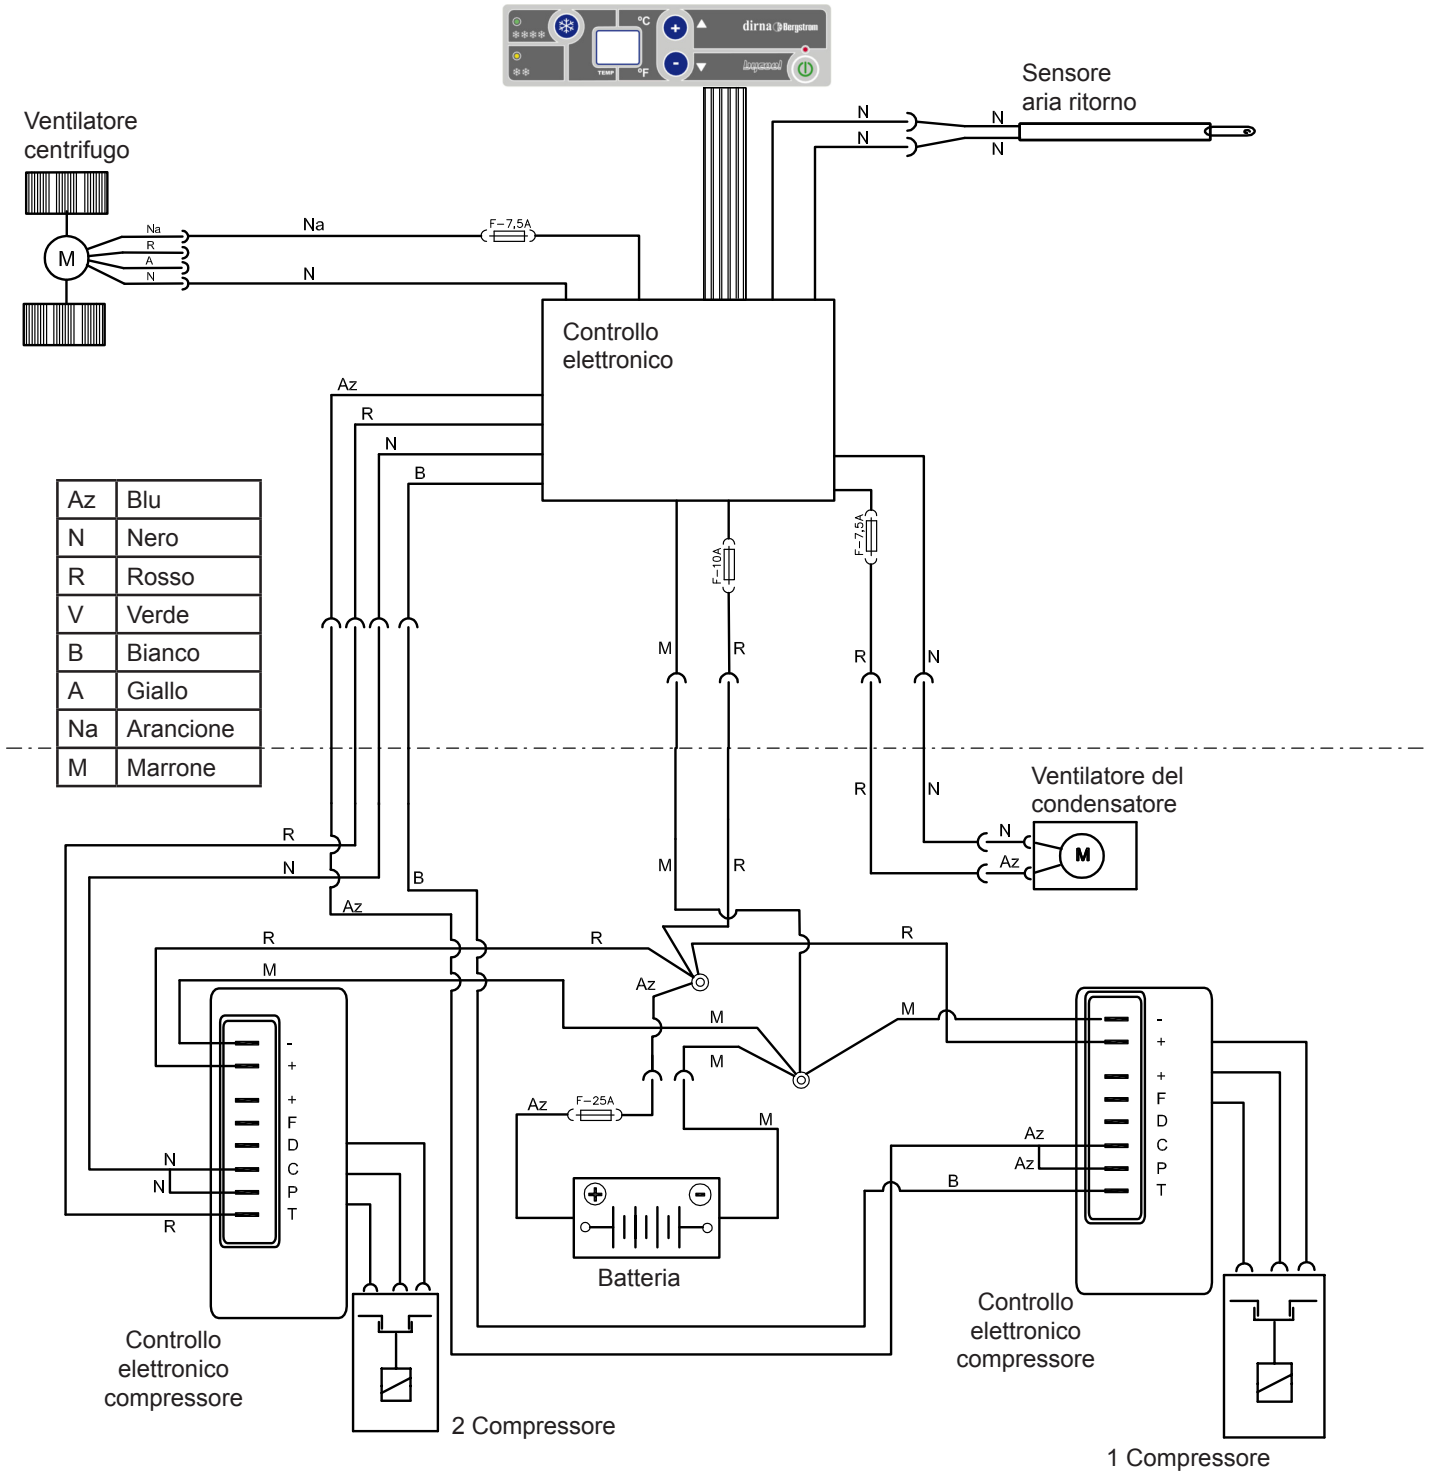 °C
+
dirna Bergstrom
TEMP
°F
-
Sensore
aria ritorno
N
N
N
N
Ventilatore
centrifugo
Na
R
A
N
M
Na
N
F-7,5A
Controllo
elettronico
Az
R
N
B
Az Blu
N Nero
R Rosso
V Verde
B Bianco
A Giallo
Na Arancione
M Marrone
F-10A
F-7,5A
M
R
R
N
R
N
Ventilatore del
condensatore
N
Az
M
R
N
B
Az
M
R
R
R
R
M
Az
M
M
M
-
+
+
F
D
C
P
T
N
N
R
Az
F-25A
M
+
-
Batteria
Az
Az
B
-
+
+
F
D
C
P
T
Controllo
elettronico
compressore
2 Compressore
Controllo
elettronico
compressore
1 Compressore